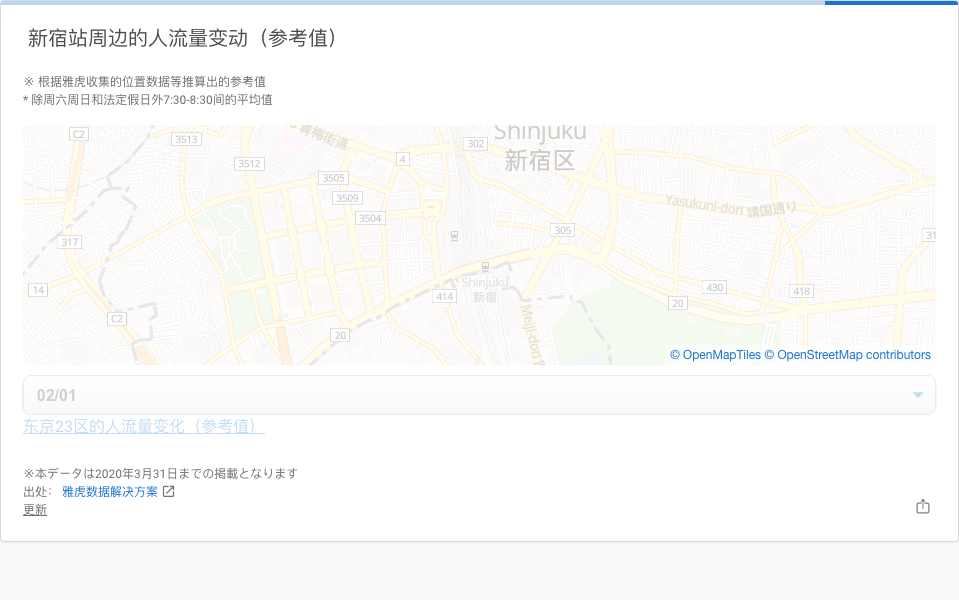 新宿站周边的人流量变动（参考值）
※ 根据雅虎收集的位置数据等推算出的参考值
* 除周六周日和法定假日外7:30-8:30间的平均值
Shinjuku
新宿区
青梅街道
C2
3513
302
4
3512
3505
3509
3504
Yasukuni-dori 靖国通り
305
317
31
14
414
Shinjuku
新宿
430
418
20
C2
20
Meiji-dori
© OpenMapTiles © OpenStreetMap contributors
02/01
东京23区的人流量变化（参考值）
※本データは2020年3月31日までの掲載となります
出处： 雅虎数据解决方案
更新